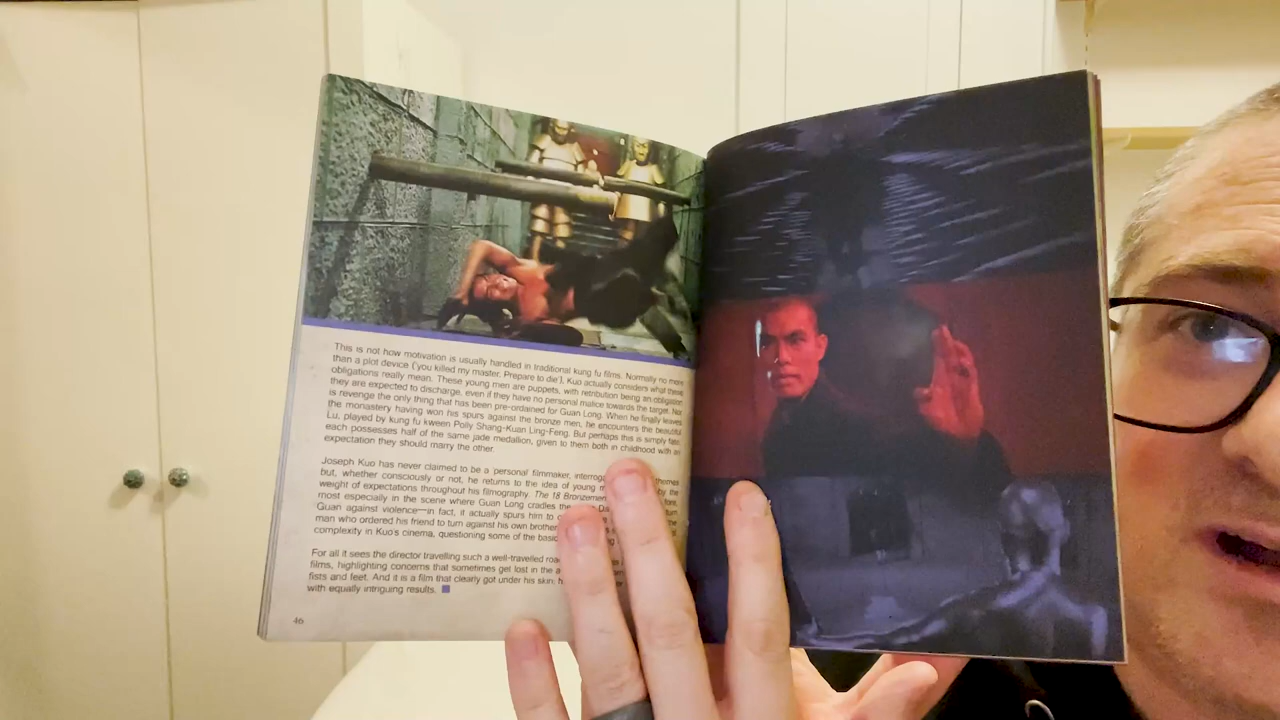 This is not how motivation is usually handled in traditional kung fu films. Normally no more
than a plot device ('you killed my master. Prepare to die'), Kuo actually considers what these
obligations really mean. These young men are puppets, with retribution being an obligation
they are expected to discharge, even if they have no personal malice towards the target. Nor
is revenge the only thing that has been pre-ordained for Guan Long. When he finally leaves
the monastery having won his spurs against the bronze men, he encounters the beautiful
Lu, played by kung fu kween Polly Shang-Kuan Ling-Feng. But perhaps this is simply fate:
each possesses half of the same jade medallion, given to them both in childhood with an
expectation they should marry the other.
Joseph Kuo has never claimed to be a 'personal' filmmaker, themes
but, whether consciously or not, he returns to the idea of young by the
weight of expectations throughout his filmography. The 18 Bronzemen
most especially in the scene where Guan Long cradles the turn
Guan against violence—in fact, it actually spurs him to
man who ordered his friend to turn against his own brother.
complexity in Kuo's cinema, questioning some of the basic
For all it sees the director travelling such a well-travelled
films, highlighting concerns that sometimes get lost in the
fists and feet. And it is a film that clearly got under his skin:
with equally intriguing results.
46